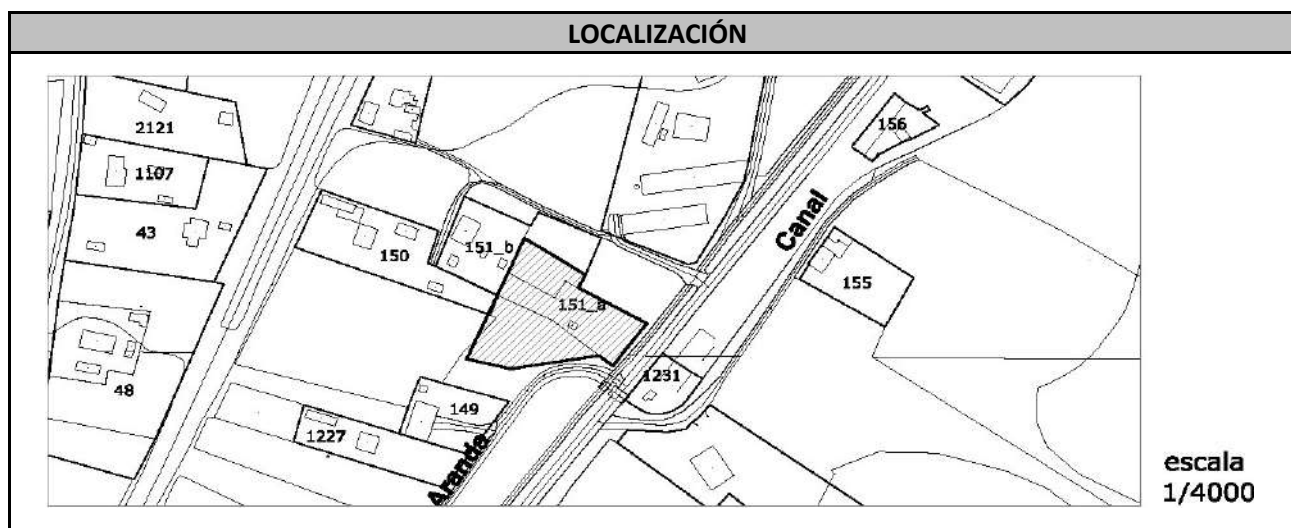 LOCALIZACIÓN
2121
156
1107
43
Canal
151_b
150
155
151_a
1231
48
149
1227
Arande
escala
1/4000